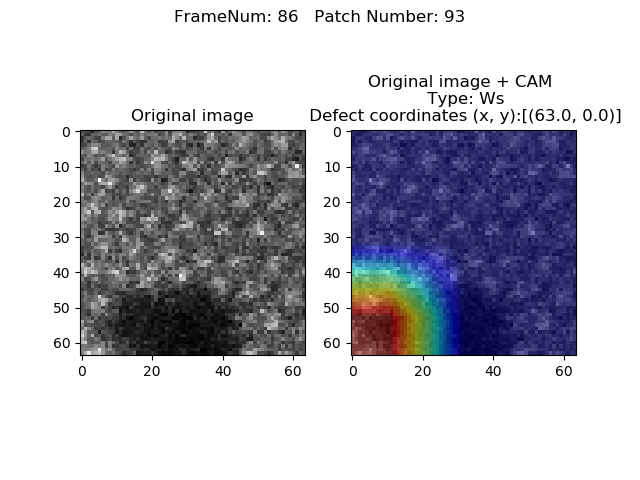 FrameNum: 86   Patch Number: 93
Original image
0
10
20
30
40
50
60
0 20 40 60
Original image + CAM
Type: Ws
Defect coordinates (x, y):[(63.0, 0.0)]
0
10
20
30
40
50
60
0 20 40 60